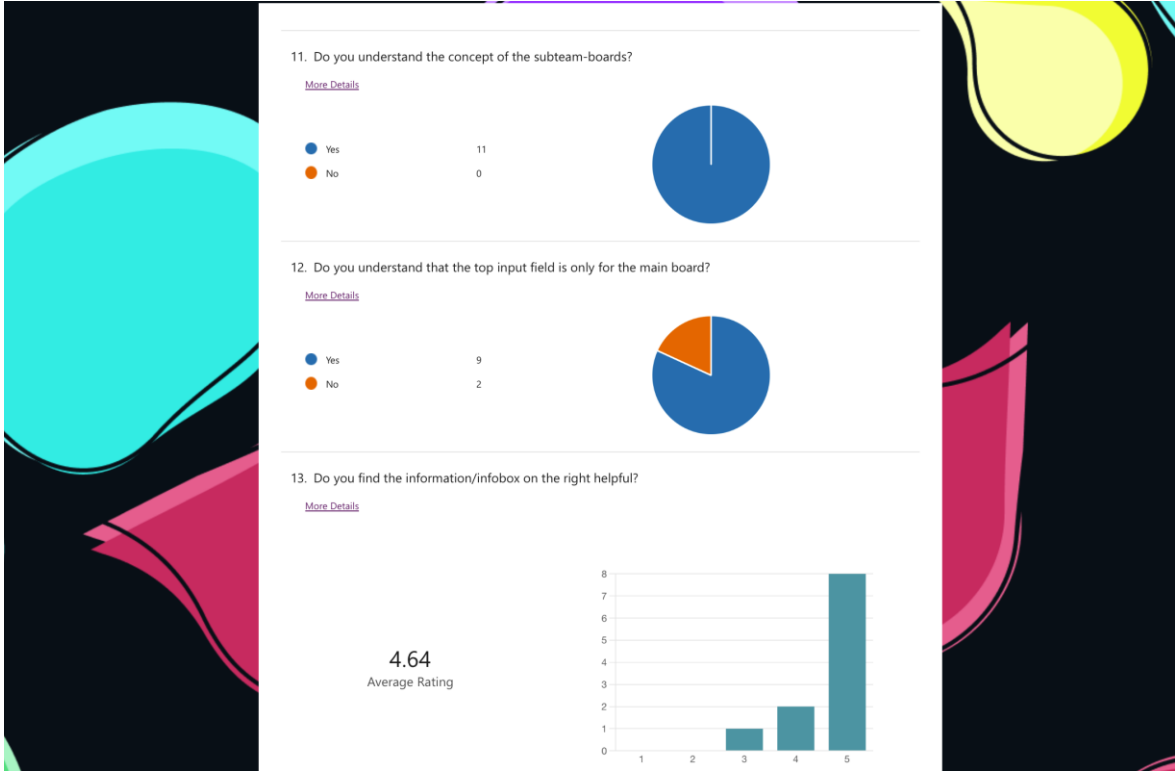 11. Do you understand the concept of the subteam-boards?
More Details
Yes 11
No 0
12. Do you understand that the top input field is only for the main board?
More Details
Yes 9
No 2
13. Do you find the information/infobox on the right helpful?
More Details
4.64
Average Rating
8
7
6
5
4
3
2
1
0
1 2 3 4 5